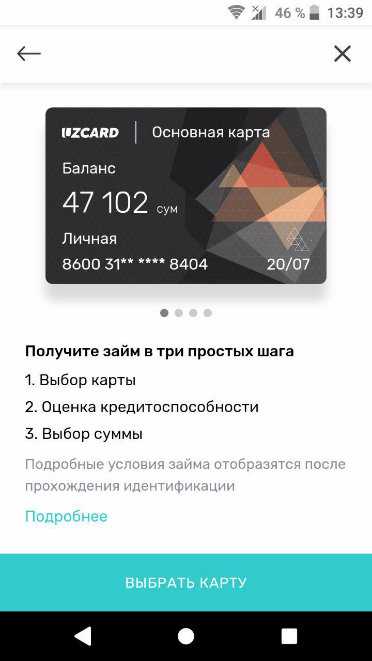 46 % 13:39
UZCARD | Основная карта
Баланс
47 102 сум
Личная
8600 31** **** 8404 20/07
Получите займ в три простых шага
1. Выбор карты
2. Оценка кредитоспособности
3. Выбор суммы
Подробные условия займа отобразятся после
прохождения идентификации
Подробнее
ВЫБРАТЬ КАРТУ